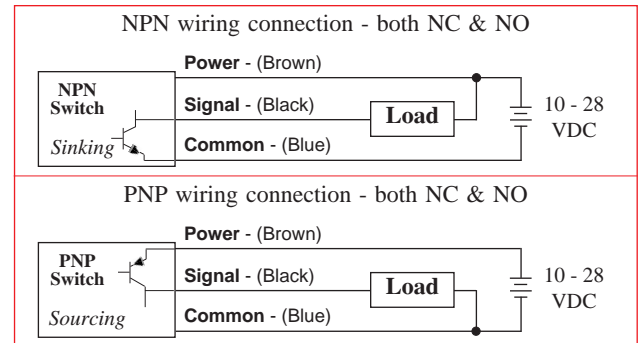 NPN wiring connection - both NC & NO
Power - (Brown)
NPN
Switch
Signal - (Black)
Load
10 - 28
VDC
Sinking
Common - (Blue)
PNP wiring connection - both NC & NO
Power - (Brown)
PNP
Switch
Signal - (Black)
Load
10 - 28
VDC
Sourcing
Common - (Blue)